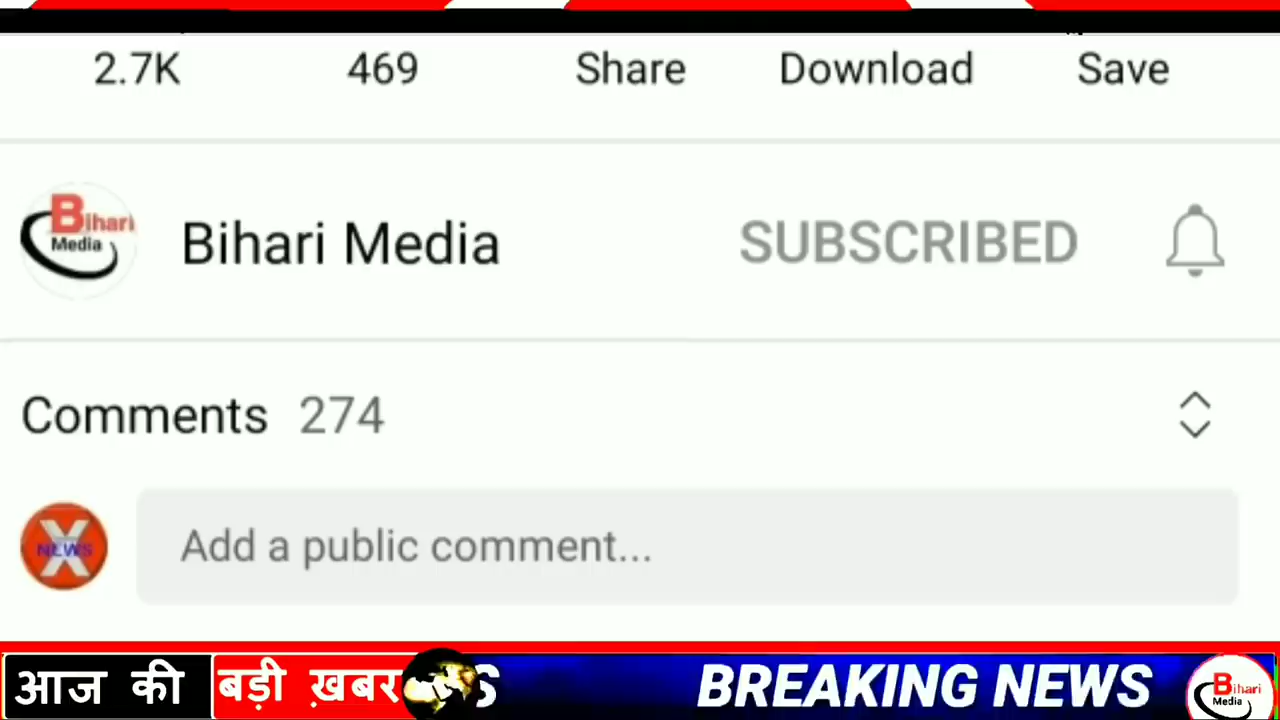 2.7K 469 Share Download Save
Bihari Media
Bihari Media SUBSCRIBED
Comments 274
X NEWS
Add a public comment...
आज की बड़ी ख़बर S BREAKING NEWS
Bihari Media